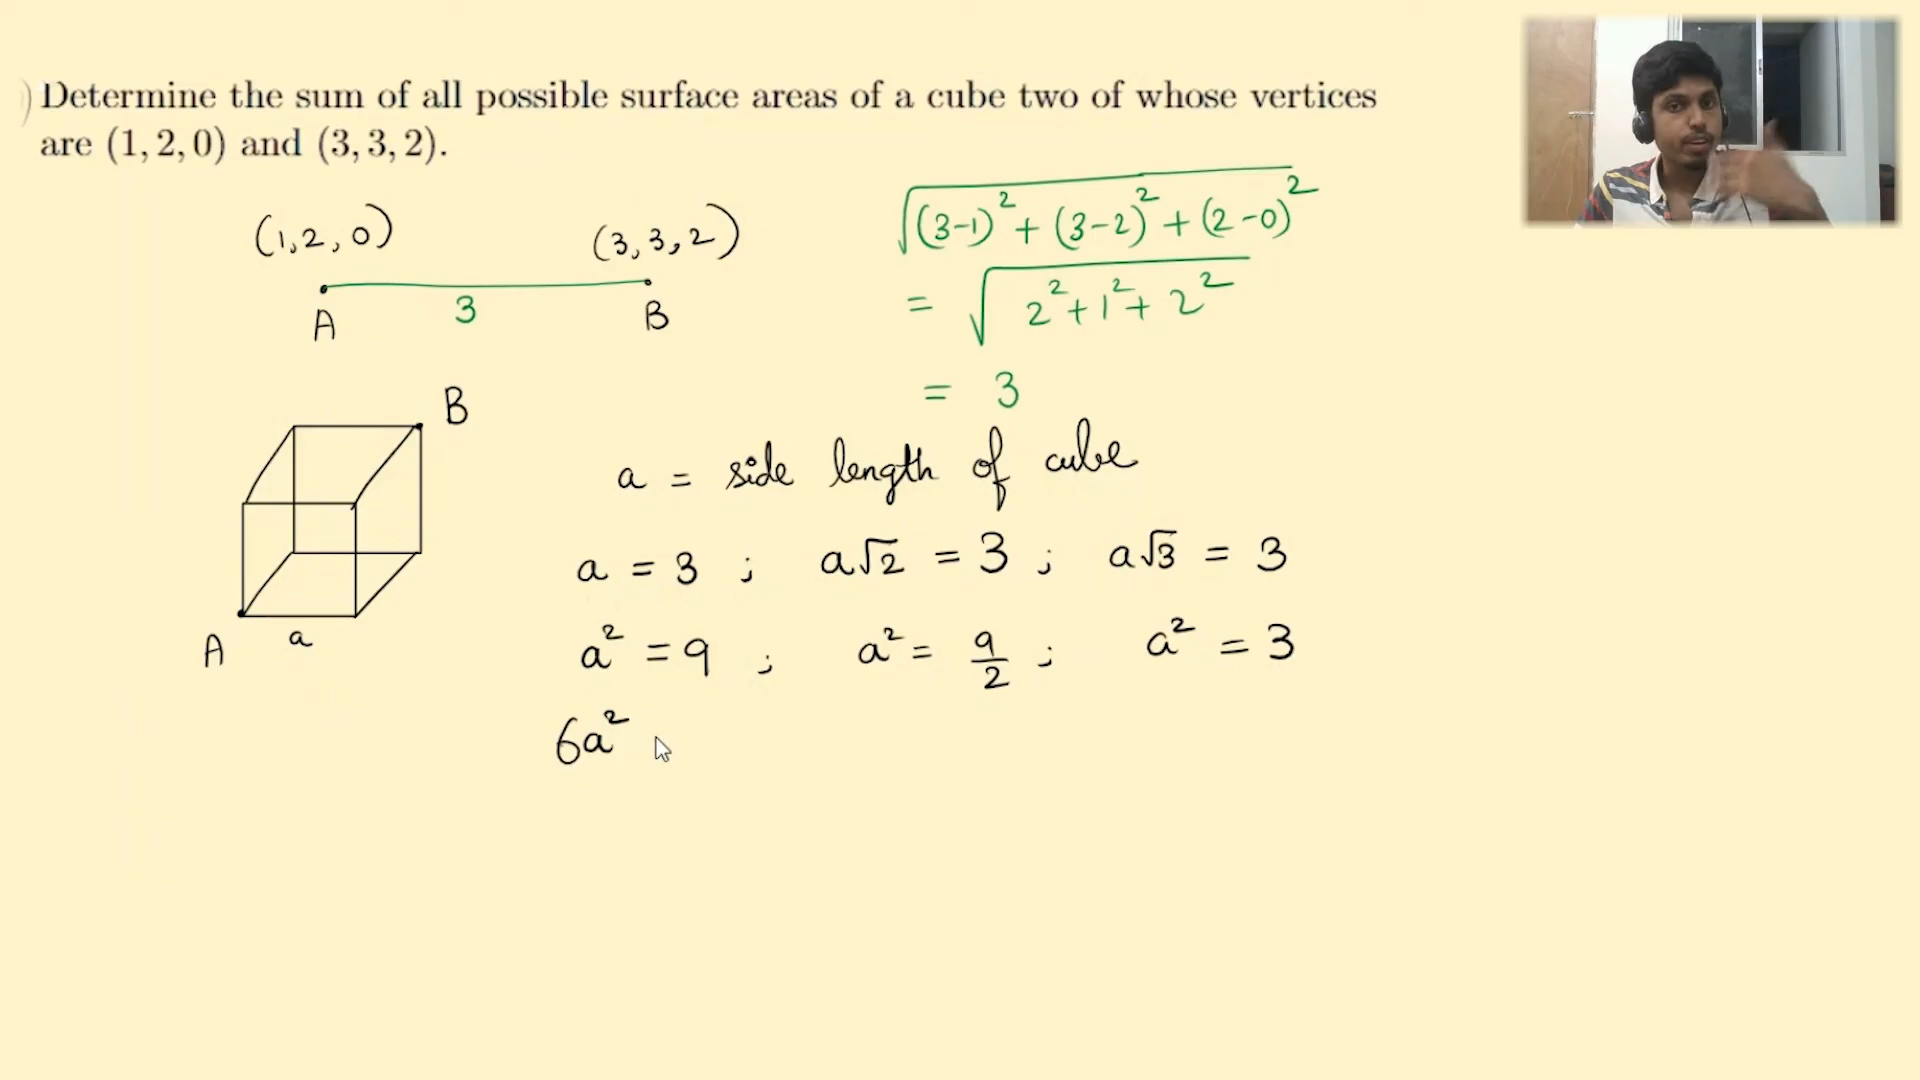 ) Determine the sum of all possible surface areas of a cube two of whose vertices
are (1, 2, 0) and (3, 3, 2).
(1,2,0)
(3,3,2)
A
3
B
√((3-1)² + (3-2)² + (2-0)²)
= √(2² + 1² + 2²)
= 3
B
A
a
a = side length of cube
a = 3 ; a√2 = 3 ; a√3 = 3
a² = 9 ; a² = 9/2 ; a² = 3
6a²